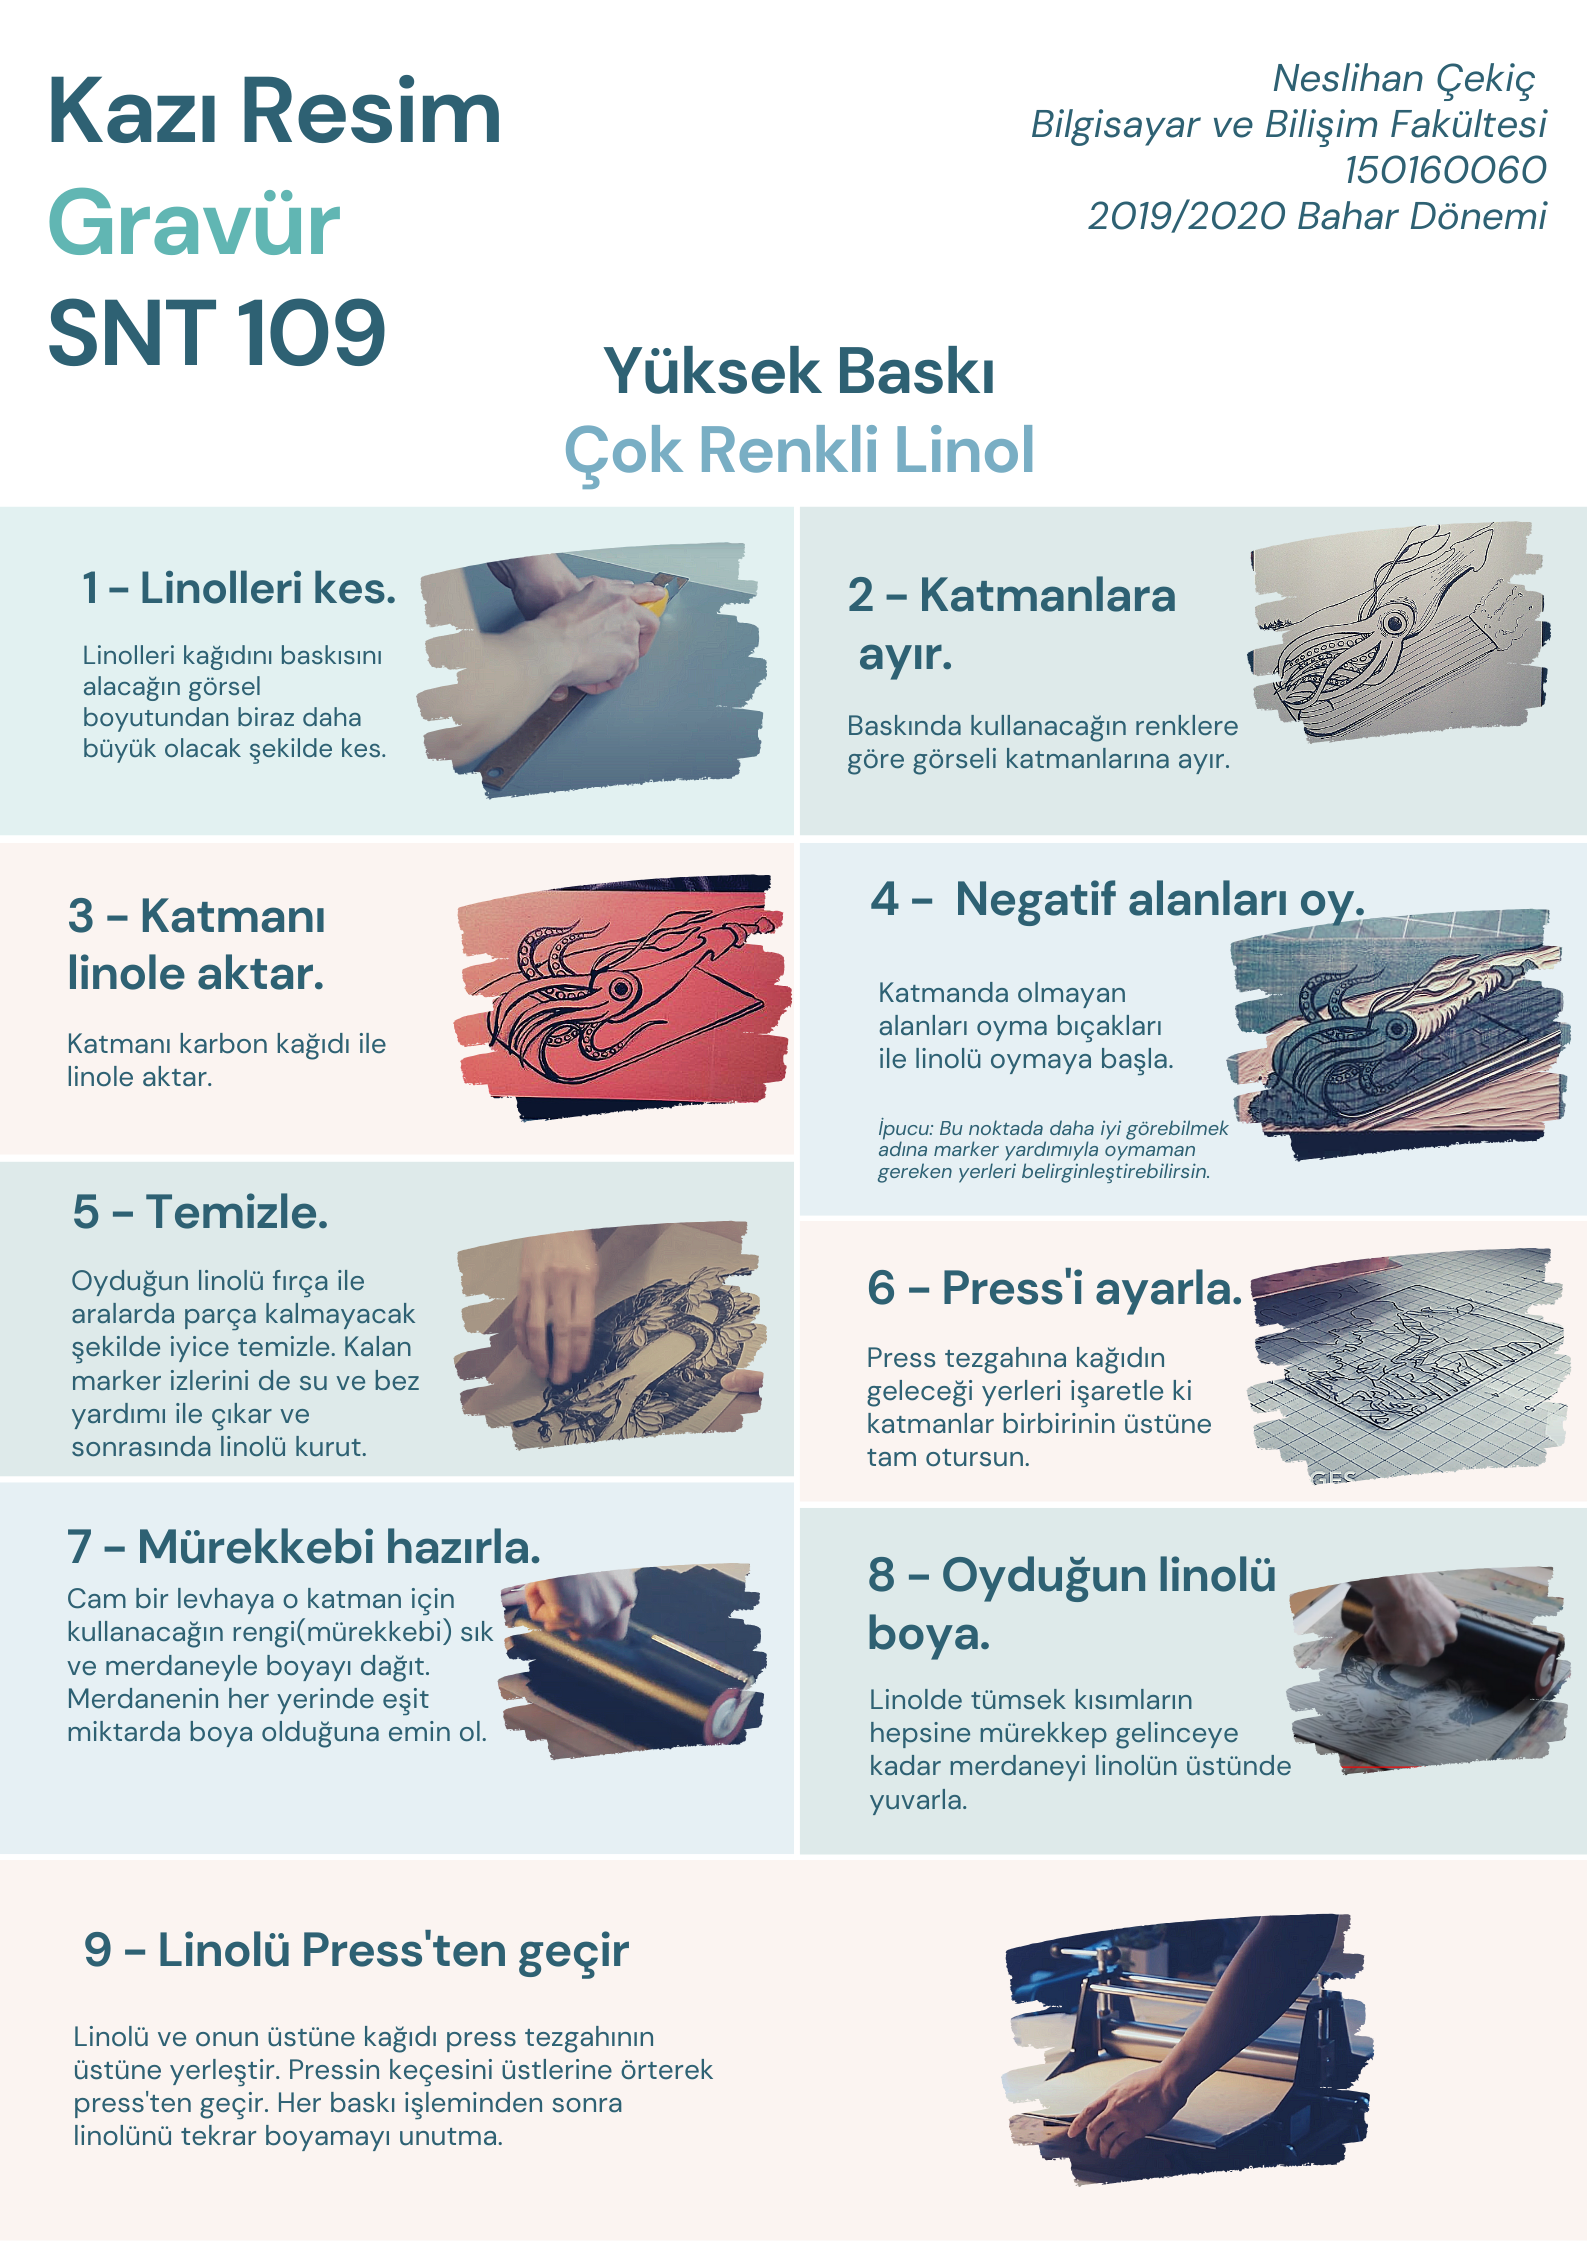 Kazı Resim
Gravür
SNT 109
Neslihan Çekiç
Bilgisayar ve Bilişim Fakültesi
150160060
2019/2020 Bahar Dönemi
Yüksek Baskı
Çok Renkli Linol
1 - Linolleri kes.
Linolleri kağıdını baskısını
alacağın görsel
boyutundan biraz daha
büyük olacak şekilde kes.
2 - Katmanlara
ayır.
Baskında kullanacağın renklere
göre görseli katmanlarına ayır.
3 - Katmanı
linole aktar.
Katmanı karbon kağıdı ile
linole aktar.
4 - Negatif alanları oy.
Katmanda olmayan
alanları oyma bıçakları
ile linolü oymaya başla.
İpucu: Bu noktada daha iyi görebilmek
adına marker yardımıyla oymaman
gereken yerleri belirginleştirebilirsin.
5 - Temizle.
Oyduğun linolü fırça ile
aralarda parça kalmayacak
şekilde iyice temizle. Kalan
marker izlerini de su ve bez
yardımı ile çıkar ve
sonrasında linolü kurut.
6 - Press'i ayarla.
Press tezgahına kağıdın
geleceği yerleri işaretle ki
katmanlar birbirinin üstüne
tam otursun.
7 - Mürekkebi hazırla.
Cam bir levhaya o katman için
kullanacağın rengi(mürekkebi) sık
ve merdaneyle boyayı dağıt.
Merdanenin her yerinde eşit
miktarda boya olduğuna emin ol.
8 - Oyduğun linolü
boya.
Linolde tümsek kısımların
hepsine mürekkep gelinceye
kadar merdaneyi linolün üstünde
yuvarla.
9 - Linolü Press'ten geçir
Linolü ve onun üstüne kağıdı press tezgahının
üstüne yerleştir. Pressin keçesini üstlerine örterek
press'ten geçir. Her baskı işleminden sonra
linolünü tekrar boyamayı unutma.